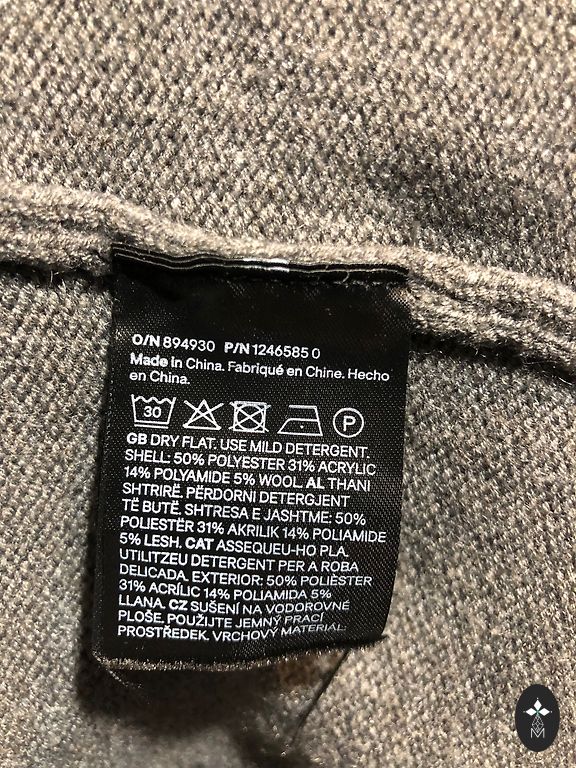 O/N 894930 P/N 1246585 0
Made in China. Fabriqué en Chine. Hecho
en China.
30 P
GB DRY FLAT. USE MILD DETERGENT.
SHELL: 50% POLYESTER 31% ACRYLIC
14% POLYAMIDE 5% WOOL. AL THANI
SHTRIRË. PËRDORNI DETERGJENT
TË BUTË. SHTRESA E JASHTME: 50%
POLIESTËR 31% AKRILIK 14% POLIAMIDE
5% LESH. CAT ASSEQUEU-HO PLA.
UTILITZEU DETERGENT PER A ROBA
DELICADA. EXTERIOR: 50% POLIÈSTER
31% ACRÍLIC 14% POLIAMIDA 5%
LLANA. CZ SUŠENÍ NA VODOROVNÉ
PLOŠE. POUŽIJTE JEMNÝ PRACÍ
PROSTŘEDEK. VRCHOVÝ MATERIÁL:
M